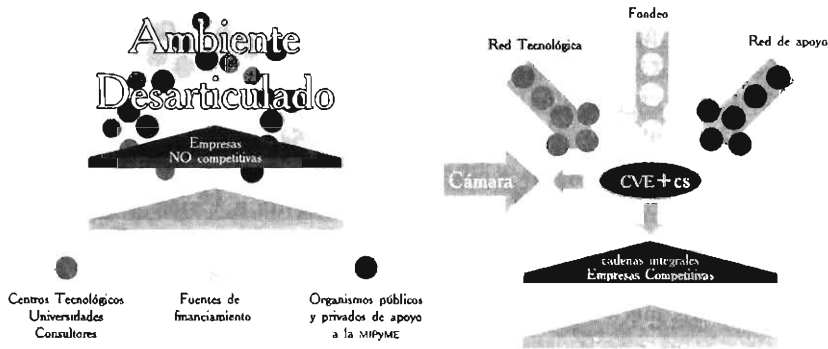 Ambiente
Desarticulado
Empresas
NO competitivas
Centros Tecnológicos
Universidades
Consultores
Fuentes de
financiamiento
Organismos públicos
y privados de apoyo
a la MIPyME
Fondeo
Red Tecnológica
Red de apoyo
Cámara
CVE+cs
cadenas integrales
Empresas Competitivas